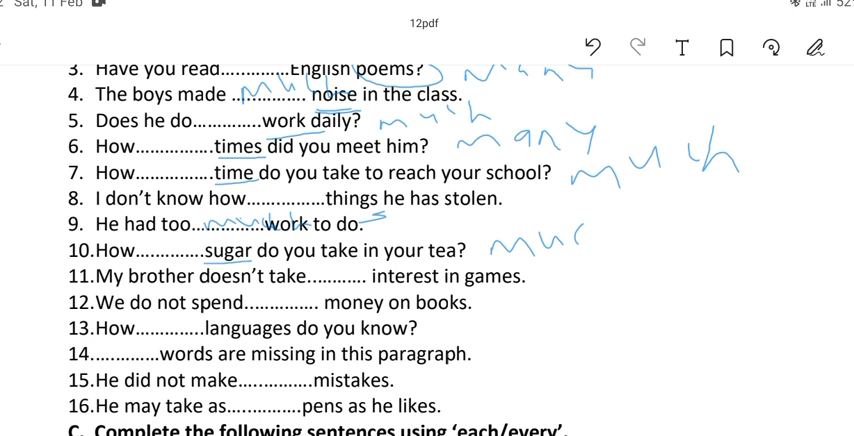 Sat, 11 Feb
LTE 52
12pdf
T
3. Have you read.............English poems? many
4. The boys made .............. noise in the class.
5. Does he do.............work daily? much
6. How...............times did you meet him? many
7. How...............time do you take to reach your school? much
8. I don't know how...............things he has stolen.
9. He had too..............work to do.
10.How.............sugar do you take in your tea? muc
11.My brother doesn't take........... interest in games.
12.We do not spend.............. money on books.
13.How.............languages do you know?
14.............words are missing in this paragraph.
15.He did not make..............mistakes.
16.He may take as..............pens as he likes.
C. Complete the following sentences using 'each/every'.